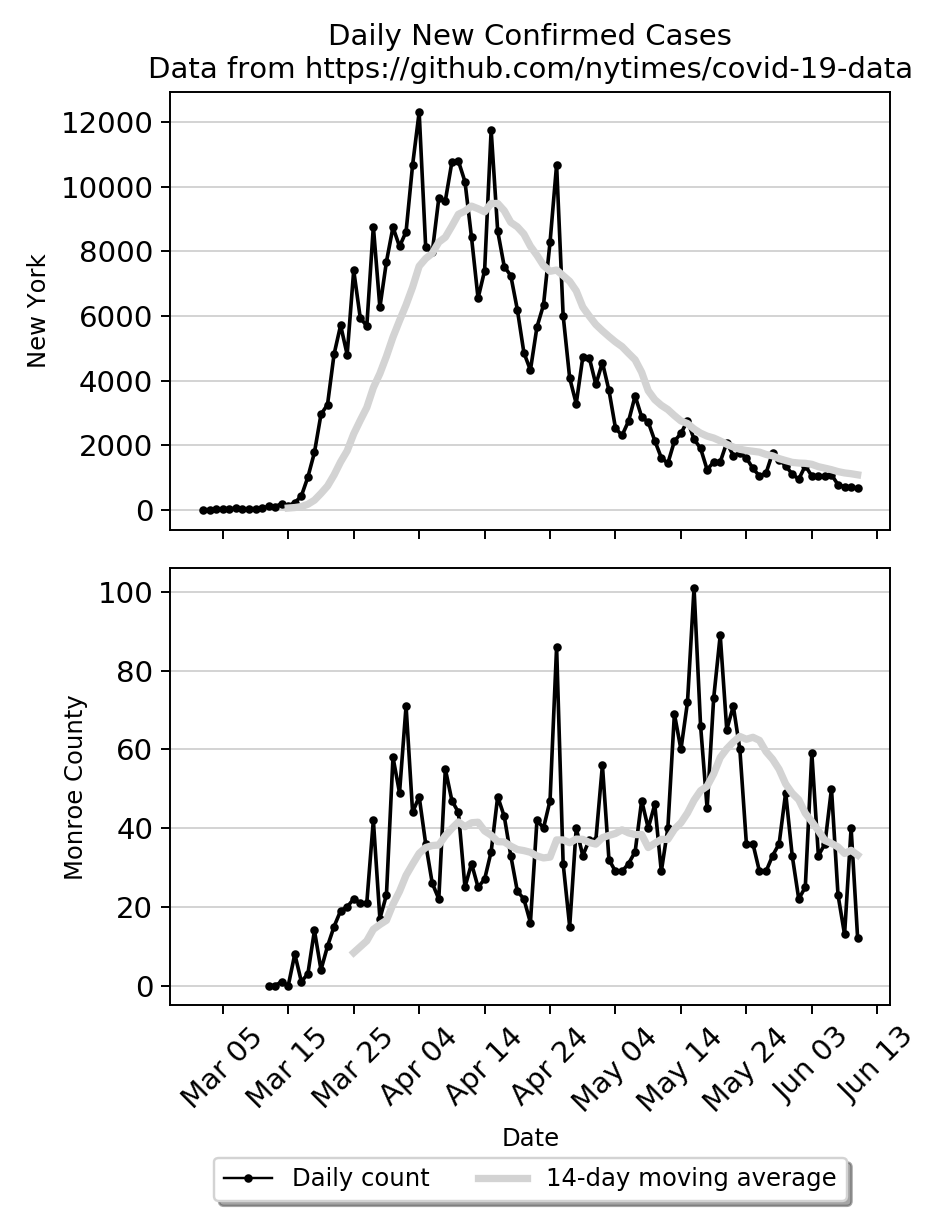 Daily New Confirmed Cases
Data from https://github.com/nytimes/covid-19-data
12000
10000
8000
6000
4000
2000
0
New York
100
80
60
40
20
0
Monroe County
Mar 05
Mar 15
Mar 25
Apr 04
Apr 14
Apr 24
May 04
May 14
May 24
Jun 03
Jun 13
Date
Daily count
14-day moving average